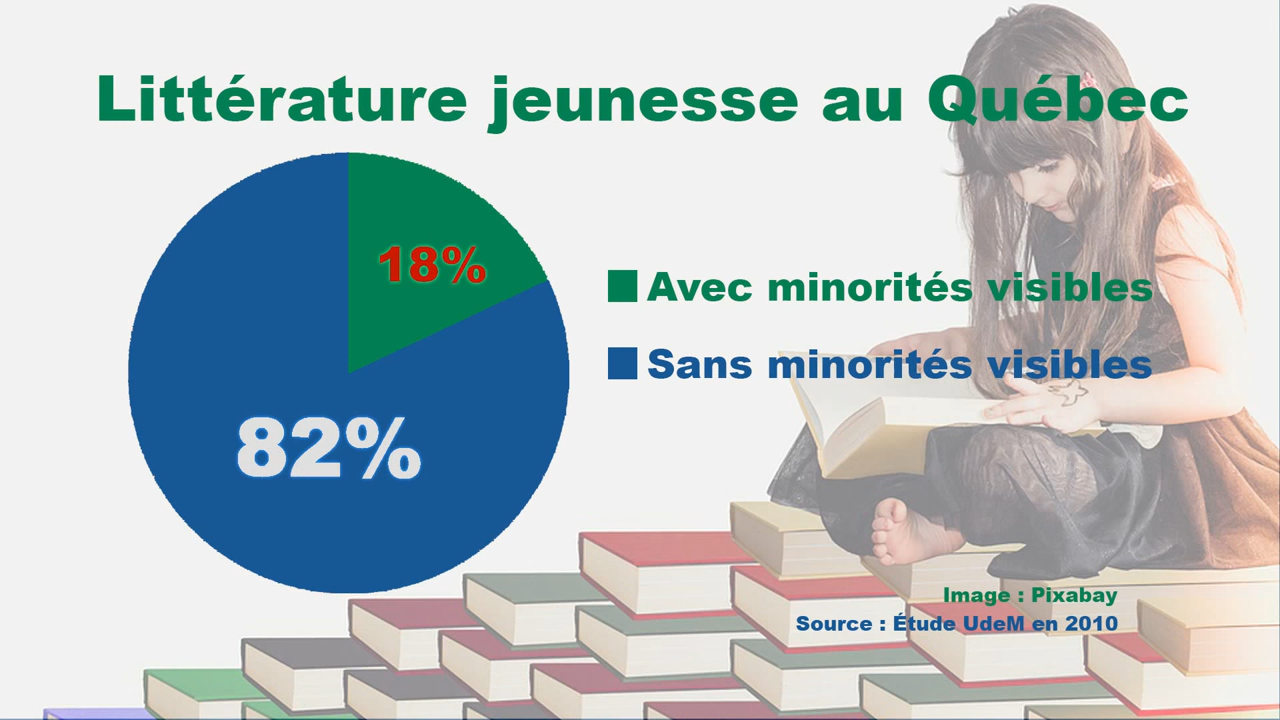 Littérature jeunesse au Québec
18%
82%
Avec minorités visibles
Sans minorités visibles
Image : Pixabay
Source : Étude UdeM en 2010